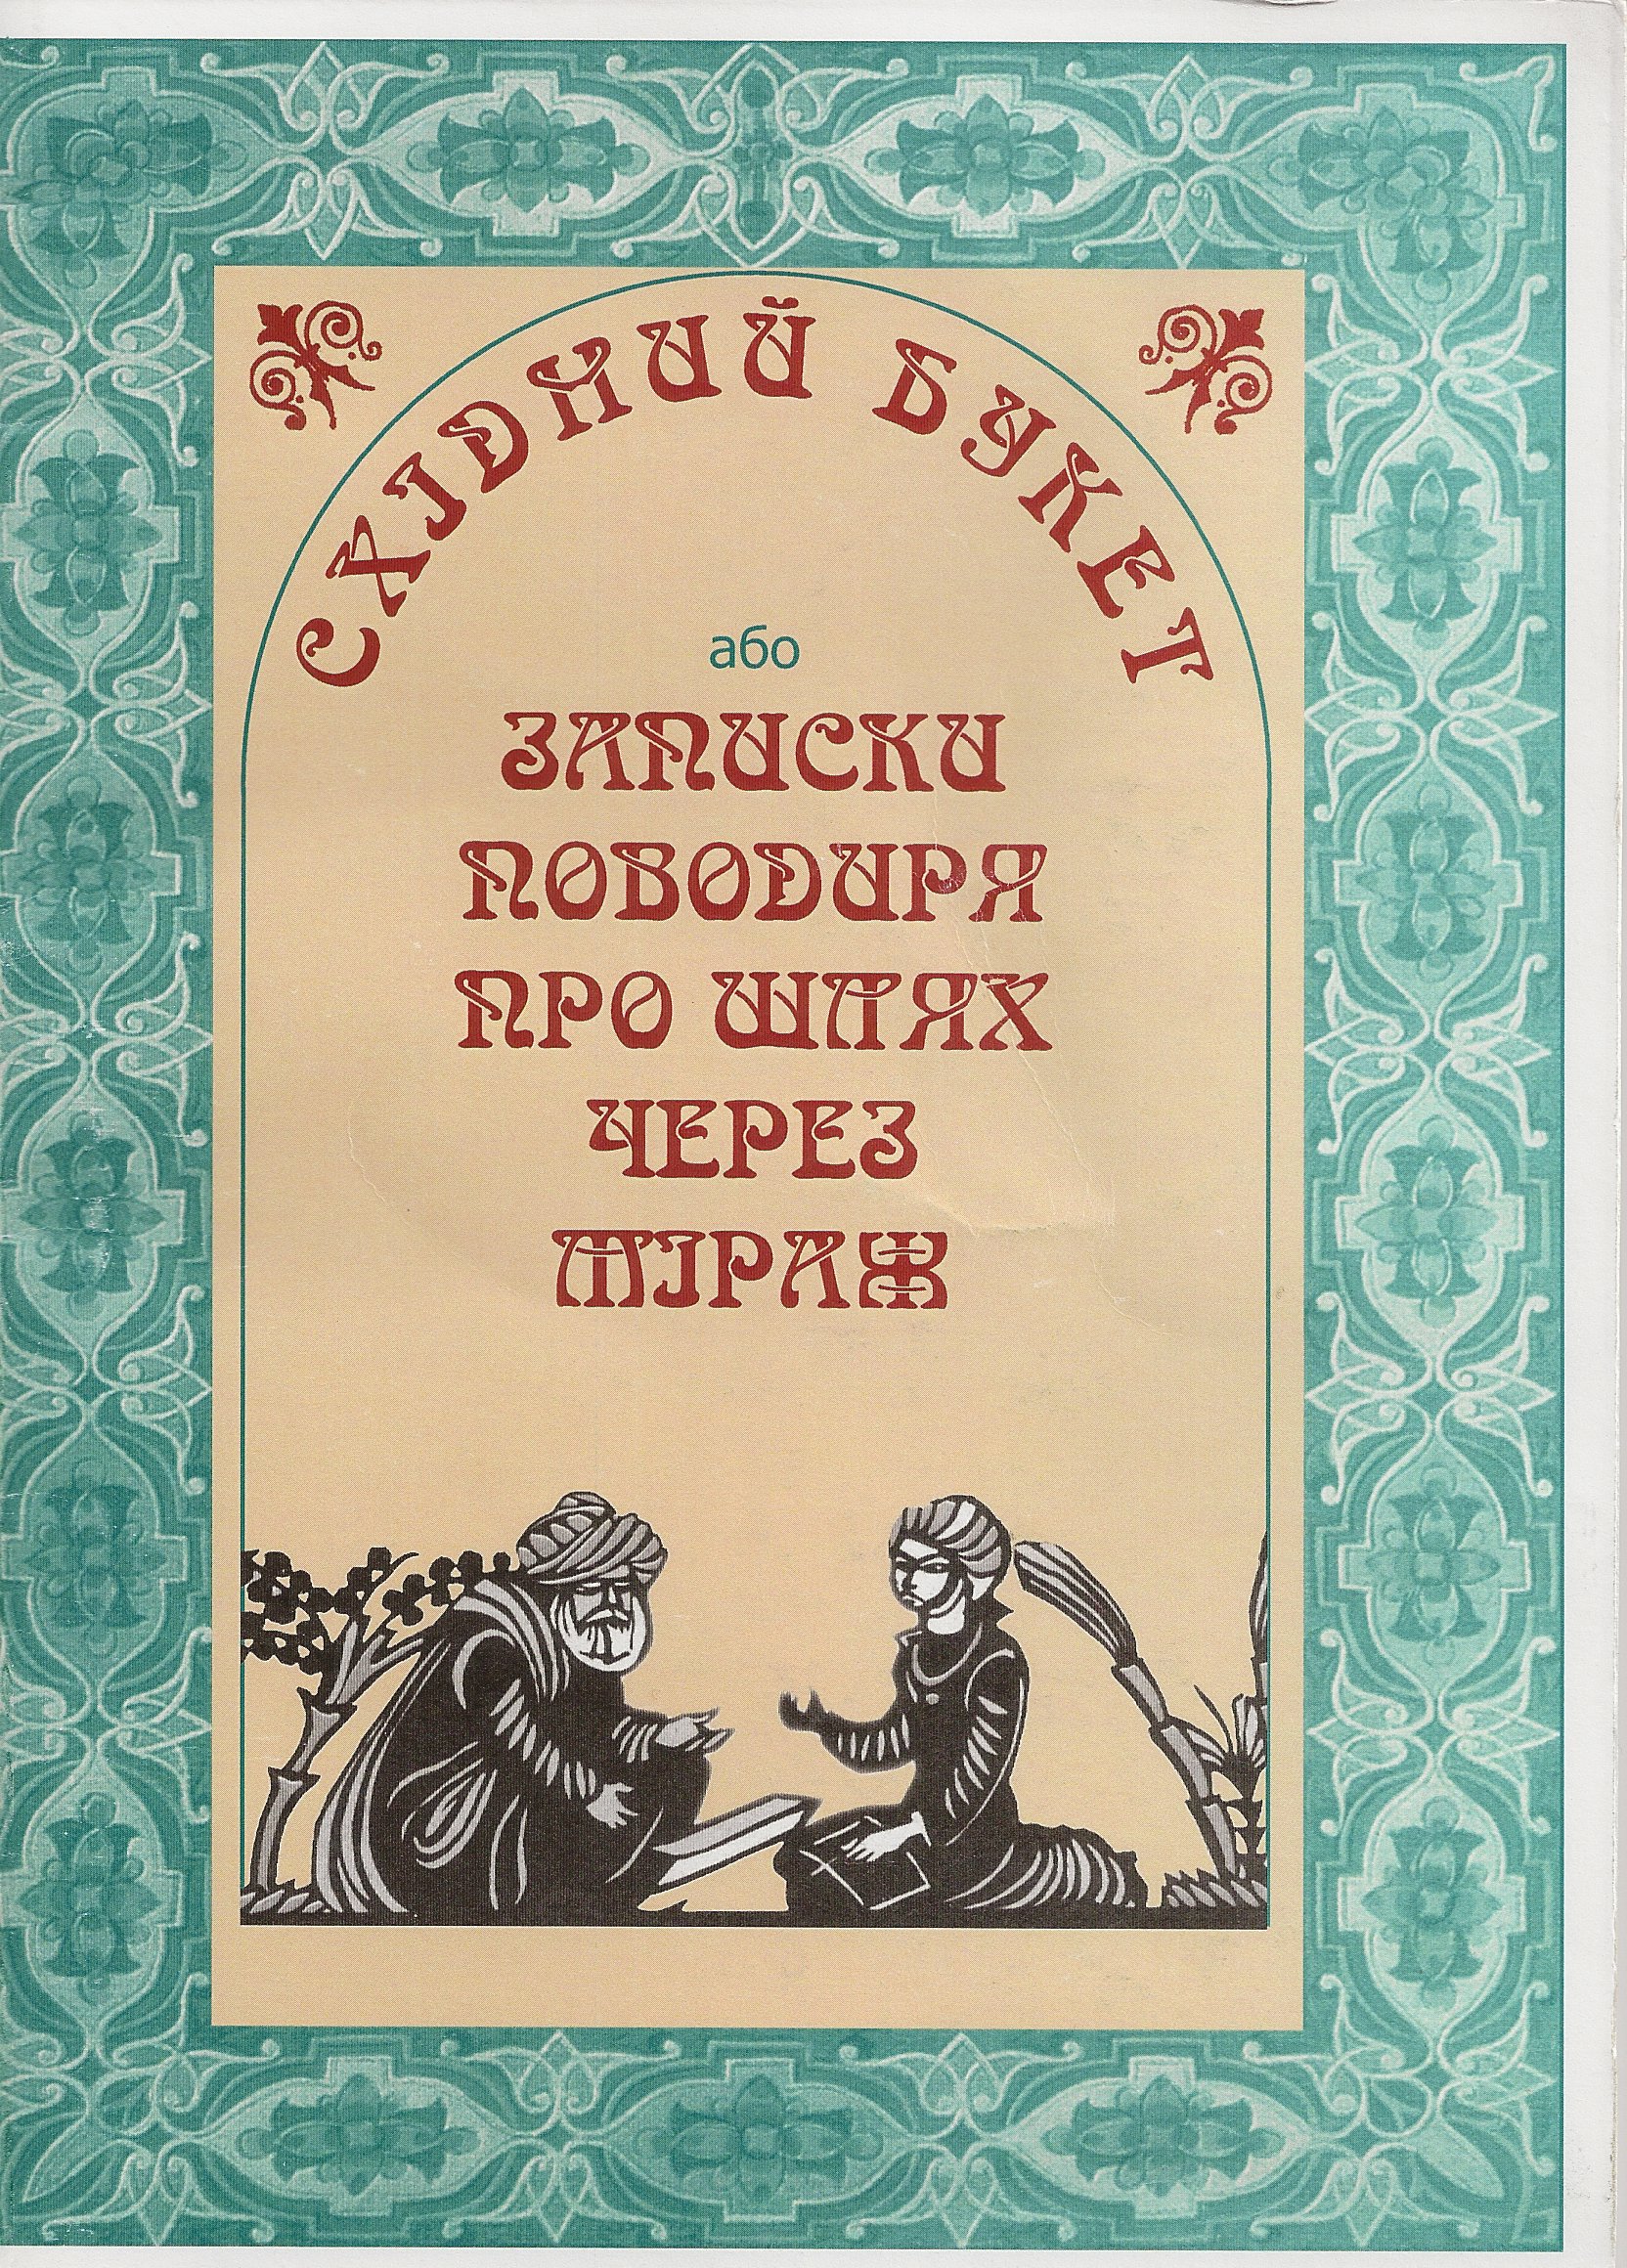 СХІДНИЙ БУКЕТ
або
ЗАПИСКИ
ПОВОДИРЯ
ПРО ШЛЯХ
ЧЕРЕЗ
МІРАЖ